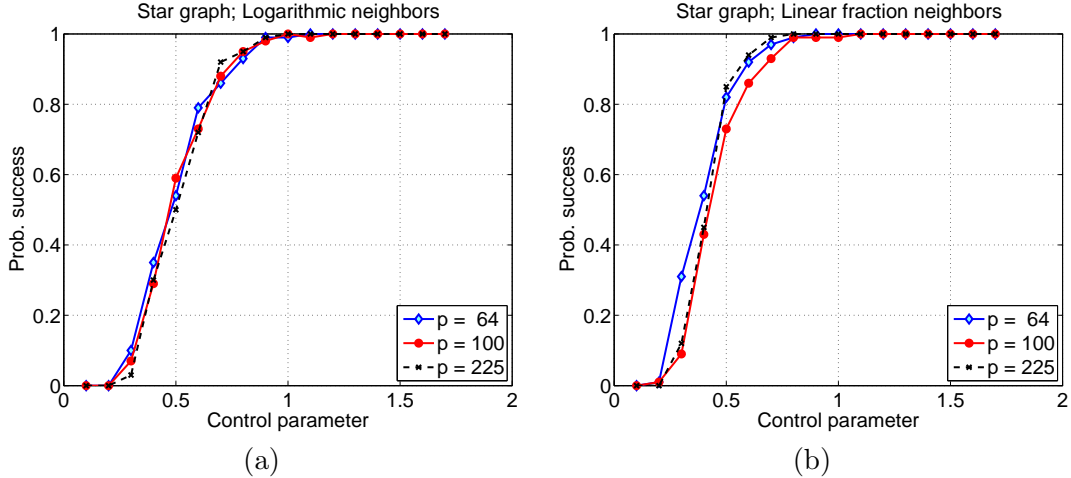 Star graph; Logarithmic neighbors
1
0.8
0.6
0.4
0.2
0
Prob. success
0
0.5
1
1.5
2
Control parameter
p = 64
p = 100
p = 225
(a)
Star graph; Linear fraction neighbors
1
0.8
0.6
0.4
0.2
0
Prob. success
0
0.5
1
1.5
2
Control parameter
p = 64
p = 100
p = 225
(b)